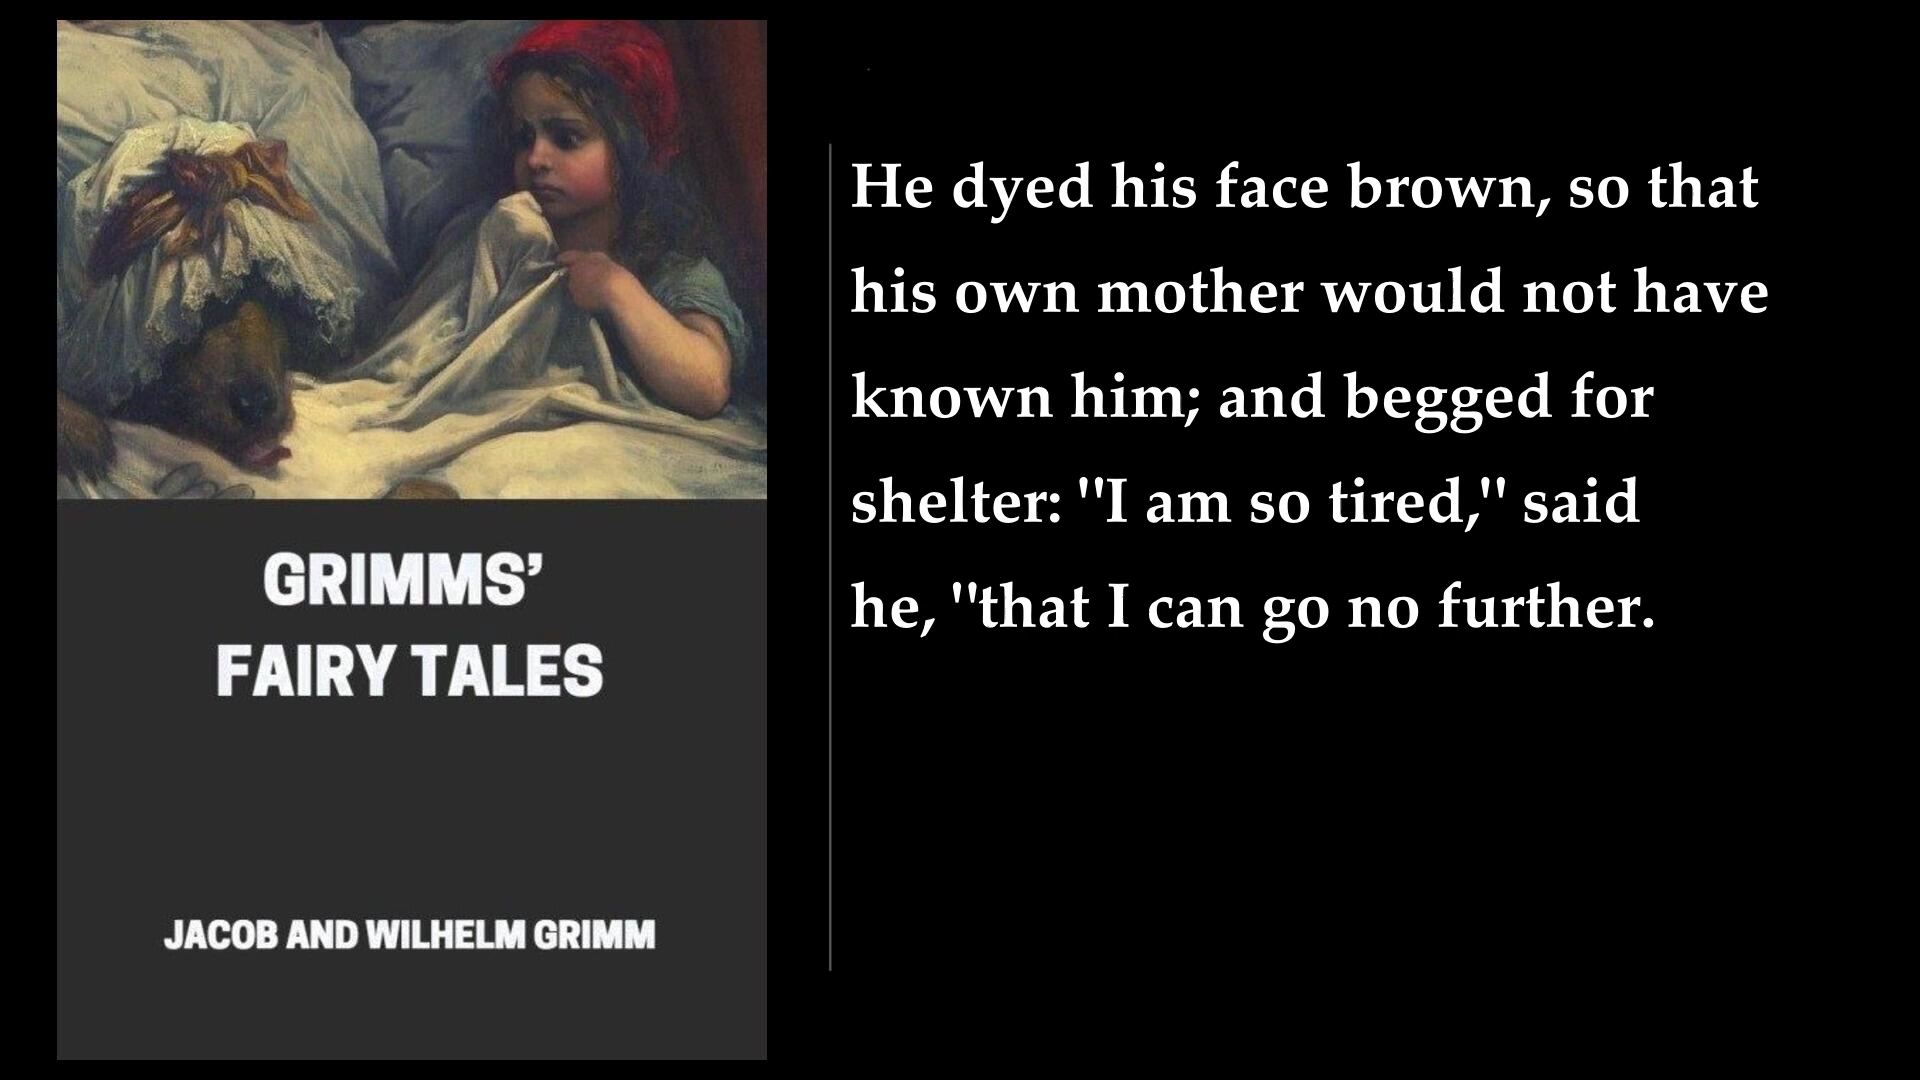 GRIMMS’
FAIRY TALES
JACOB AND WILHELM GRIMM
He dyed his face brown, so that
his own mother would not have
known him; and begged for
shelter: "I am so tired," said
he, "that I can go no further.